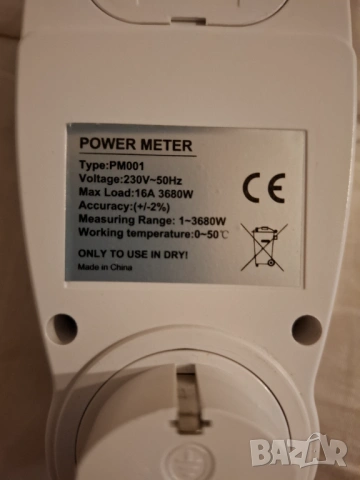 POWER METER
Type:PM001
Voltage:230V~50Hz
Max Load:16A 3680W
Accuracy:(+/-2%)
Measuring Range: 1~3680W
Working temperature:0~50℃
ONLY TO USE IN DRY!
Made in China
CE
BAZAR